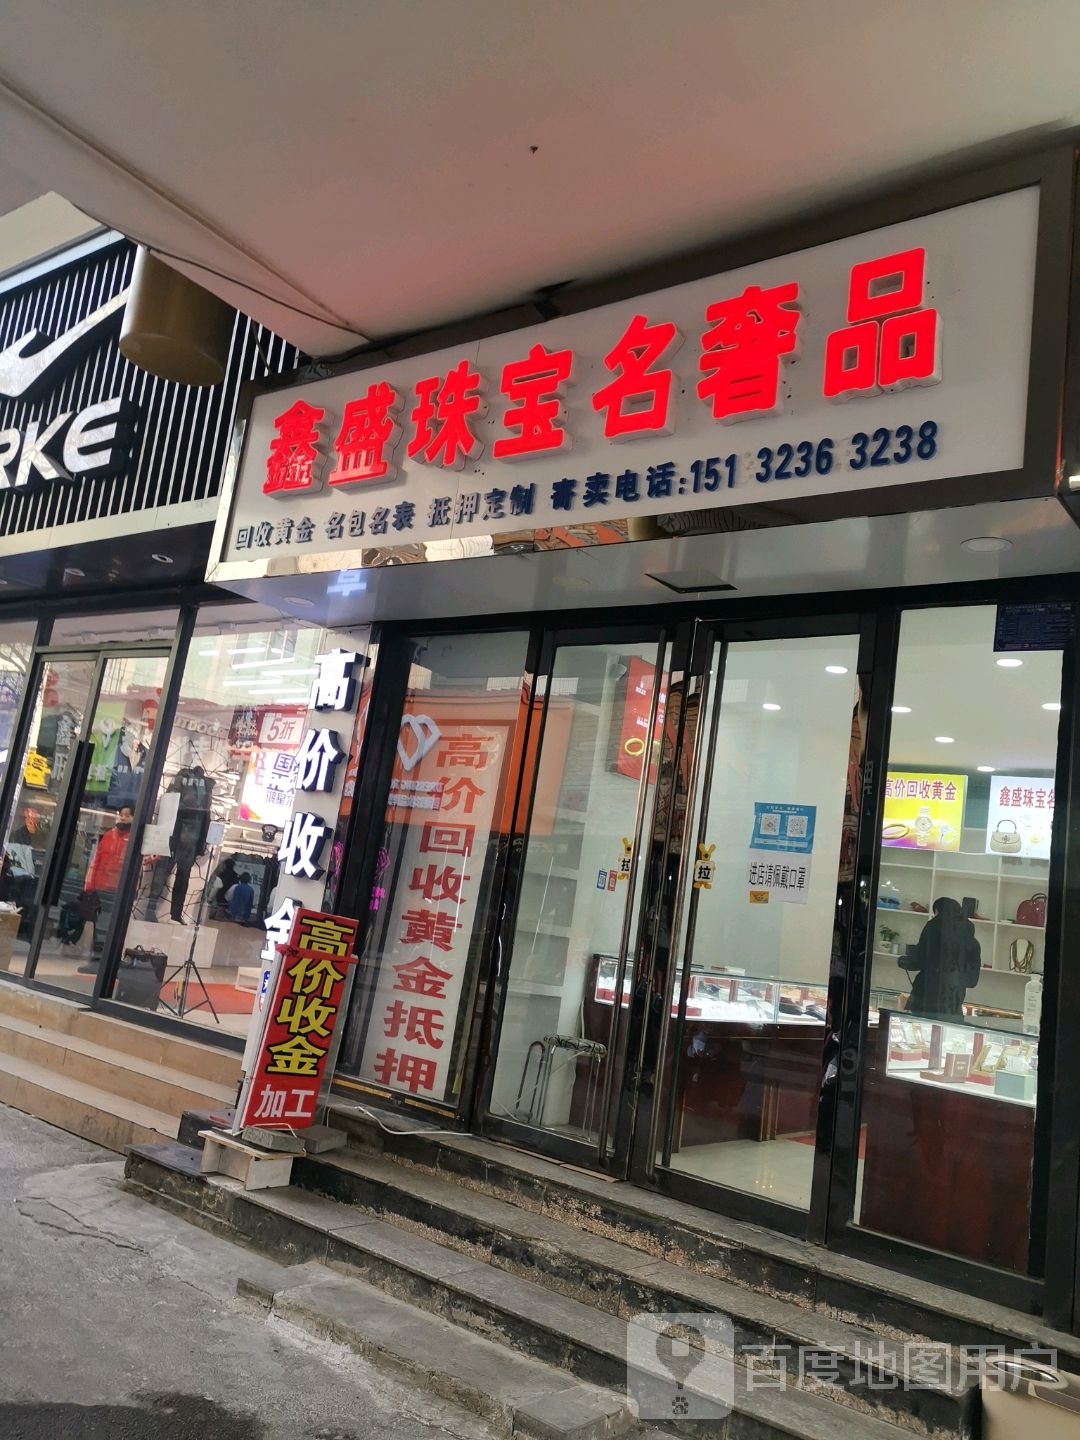 鑫盛珠宝名奢品
回收黄金 名包名表 抵押定制 寄卖电话:151 3236 3238
RKE
5折
高价收金
高价收金
加工
高价回收黄金抵押
拉
拉
进店请佩戴口罩
高价回收黄金
鑫盛珠宝名
百度地图用户